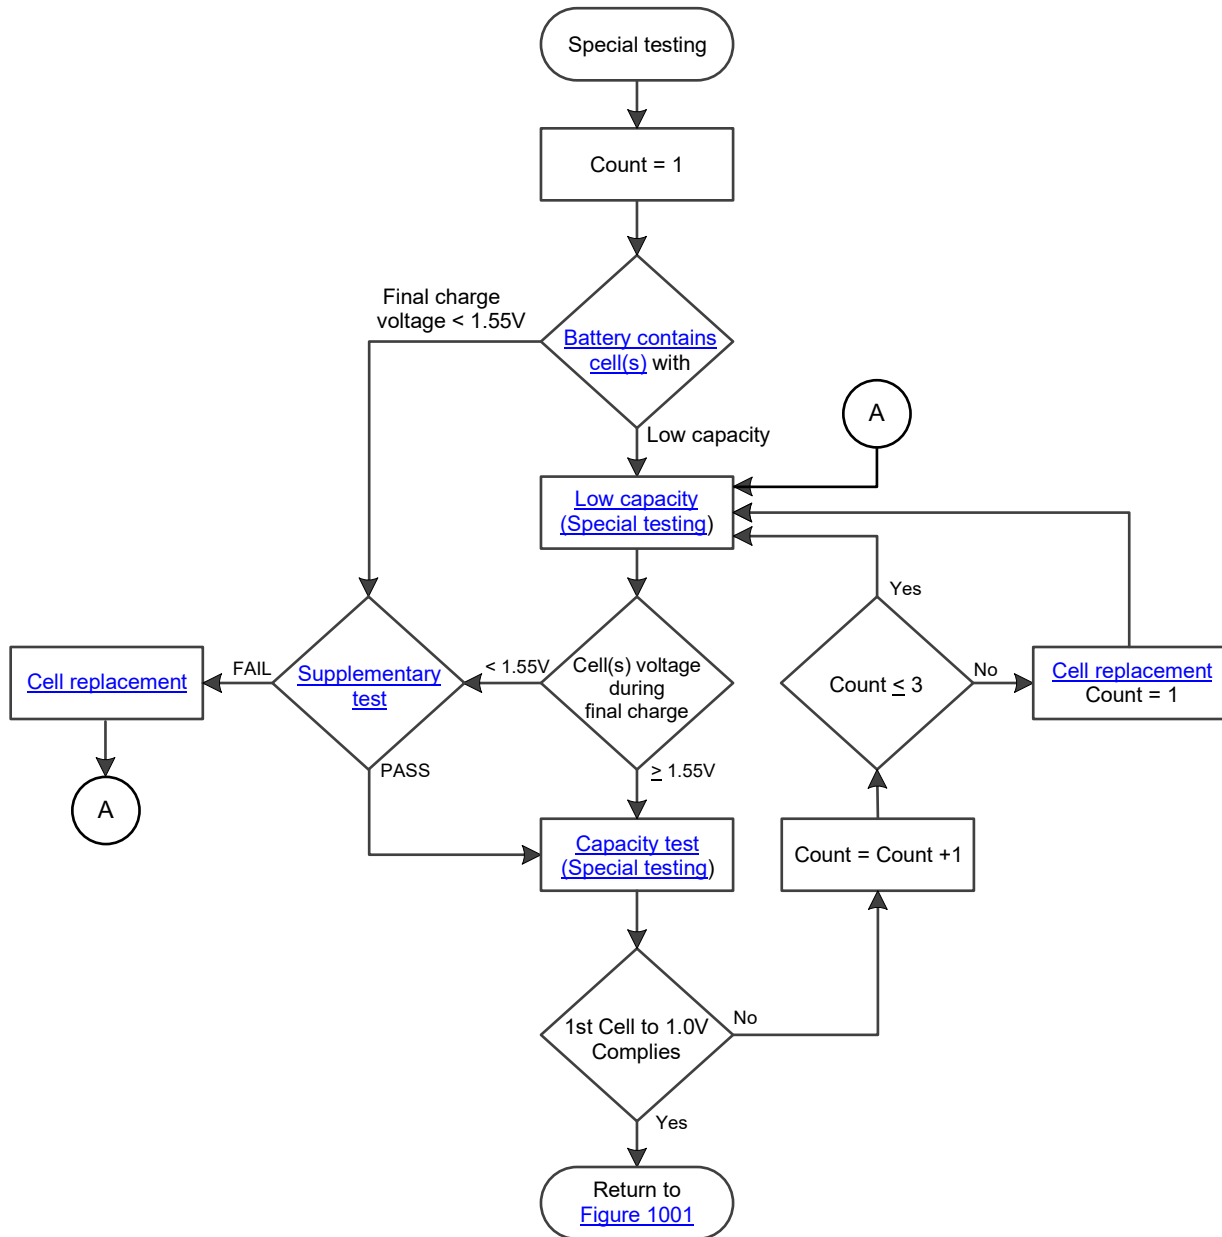 Special testing
Count = 1
Final charge
voltage < 1.55V
Battery contains
cell(s) with
A
Low capacity
Low capacity
(Special testing)
Yes
Cell replacement
FAIL
Supplementary
test
< 1.55V
Cell(s) voltage
during
final charge
Count ≤ 3
No
Cell replacement
Count = 1
PASS
≥ 1.55V
A
Capacity test
(Special testing)
Count = Count +1
1st Cell to 1.0V
Complies
No
Yes
Return to
Figure 1001